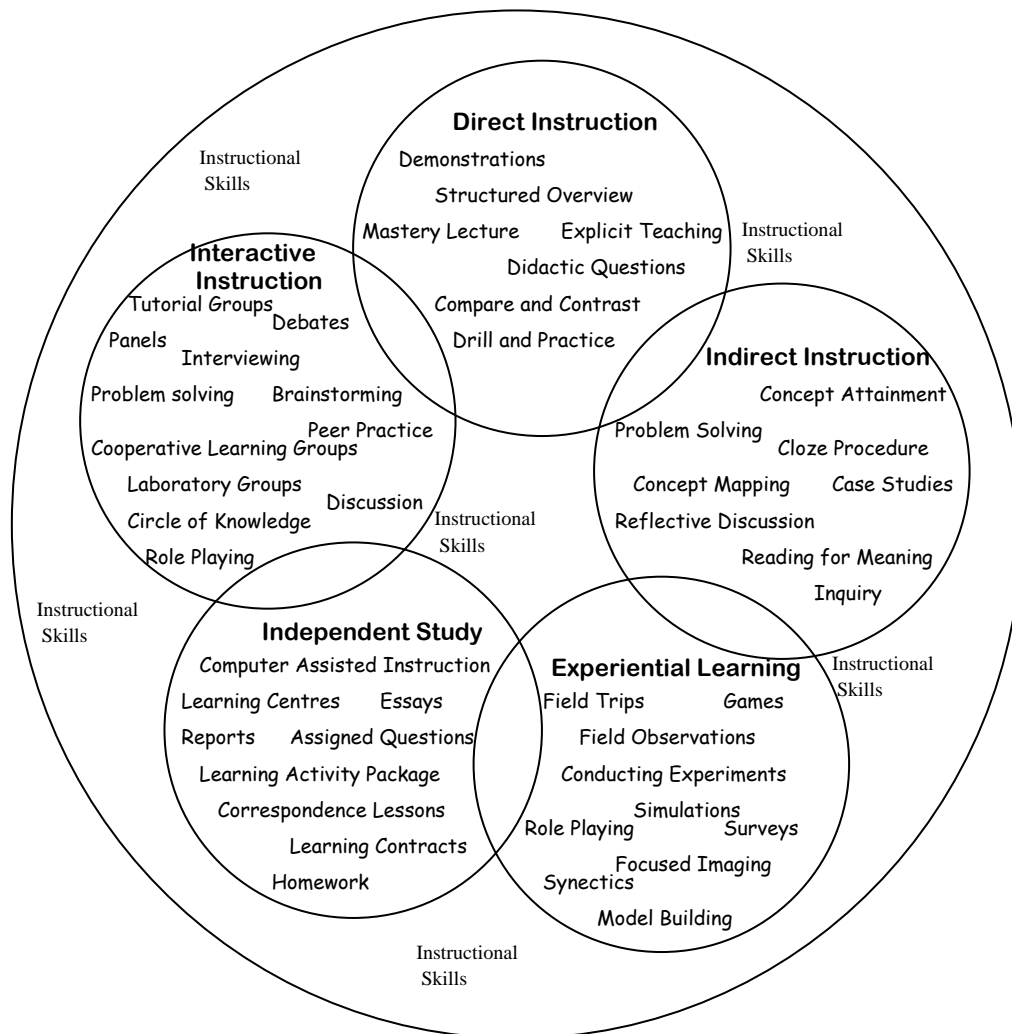 Direct Instruction
Demonstrations
Structured Overview
Mastery Lecture
Explicit Teaching
Didactic Questions
Compare and Contrast
Drill and Practice
Instructional
Skills
Instructional
Skills
Interactive
Instruction
Tutorial Groups
Debates
Panels
Interviewing
Problem solving
Brainstorming
Peer Practice
Cooperative Learning Groups
Laboratory Groups
Discussion
Circle of Knowledge
Role Playing
Indirect Instruction
Concept Attainment
Problem Solving
Cloze Procedure
Concept Mapping
Case Studies
Reflective Discussion
Reading for Meaning
Inquiry
Instructional
Skills
Instructional
Skills
Independent Study
Computer Assisted Instruction
Learning Centres
Essays
Reports
Assigned Questions
Learning Activity Package
Correspondence Lessons
Learning Contracts
Homework
Experiential Learning
Field Trips
Games
Field Observations
Conducting Experiments
Simulations
Role Playing
Surveys
Focused Imaging
Synectics
Model Building
Instructional
Skills
Instructional
Skills